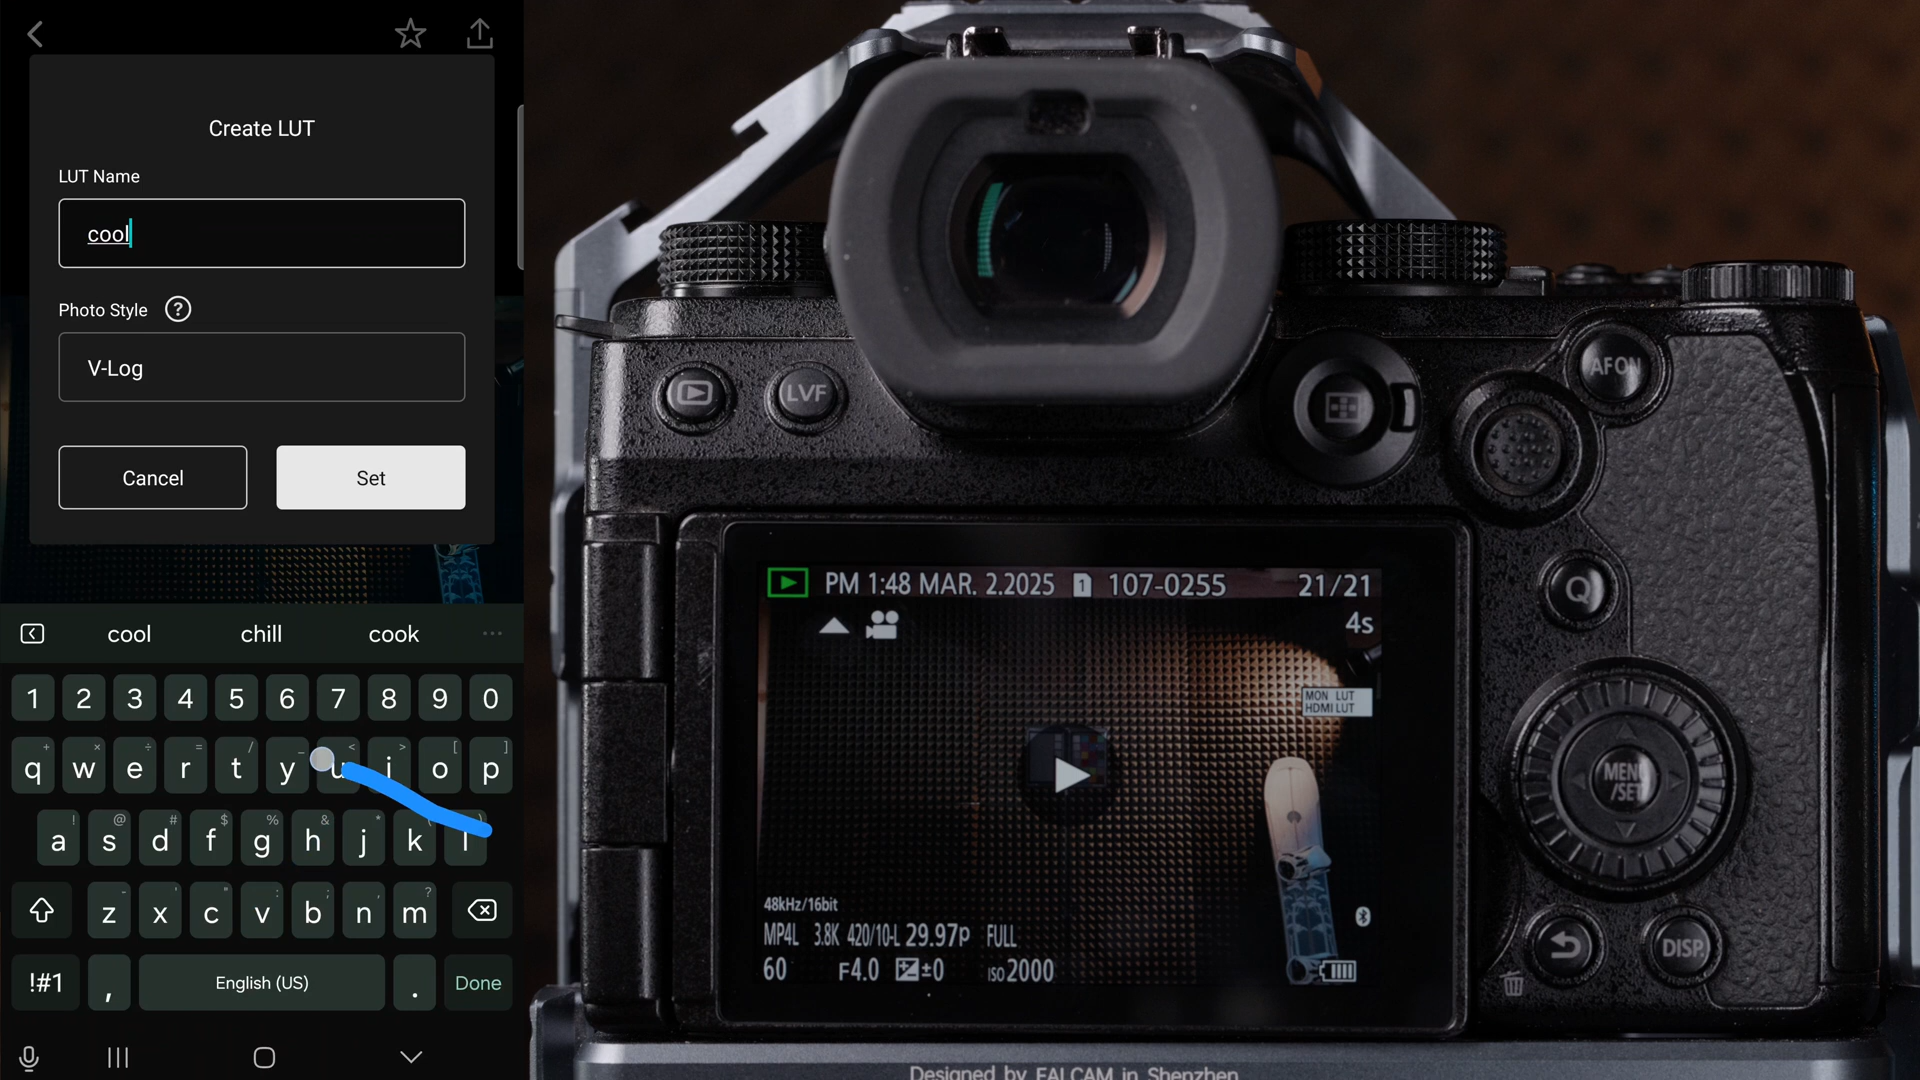 Create LUT
LUT Name
cool
Photo Style ?
V-Log
Cancel Set
cool chill cook ...
1 2 3 4 5 6 7 8 9 0
+ × ÷ = / _ < > [ ]
q w e r t y u i o p
! @ # $ % & * ( )
a s d f g h j k l
- ' " : ; , ?
z x c v b n m
!#1 , English (US) . Done
LVF
AF ON
Q
MENU
/SET
DISP.
PM 1:48 MAR. 2.2025 1 107-0255 21/21
4s
MON LUT
HDMI LUT
48kHz/16bit
MP4L 3.8K 420/10-L 29.97p FULL
60 F4.0 ±0 ISO2000
Designed by FALCAM in Shenzhen